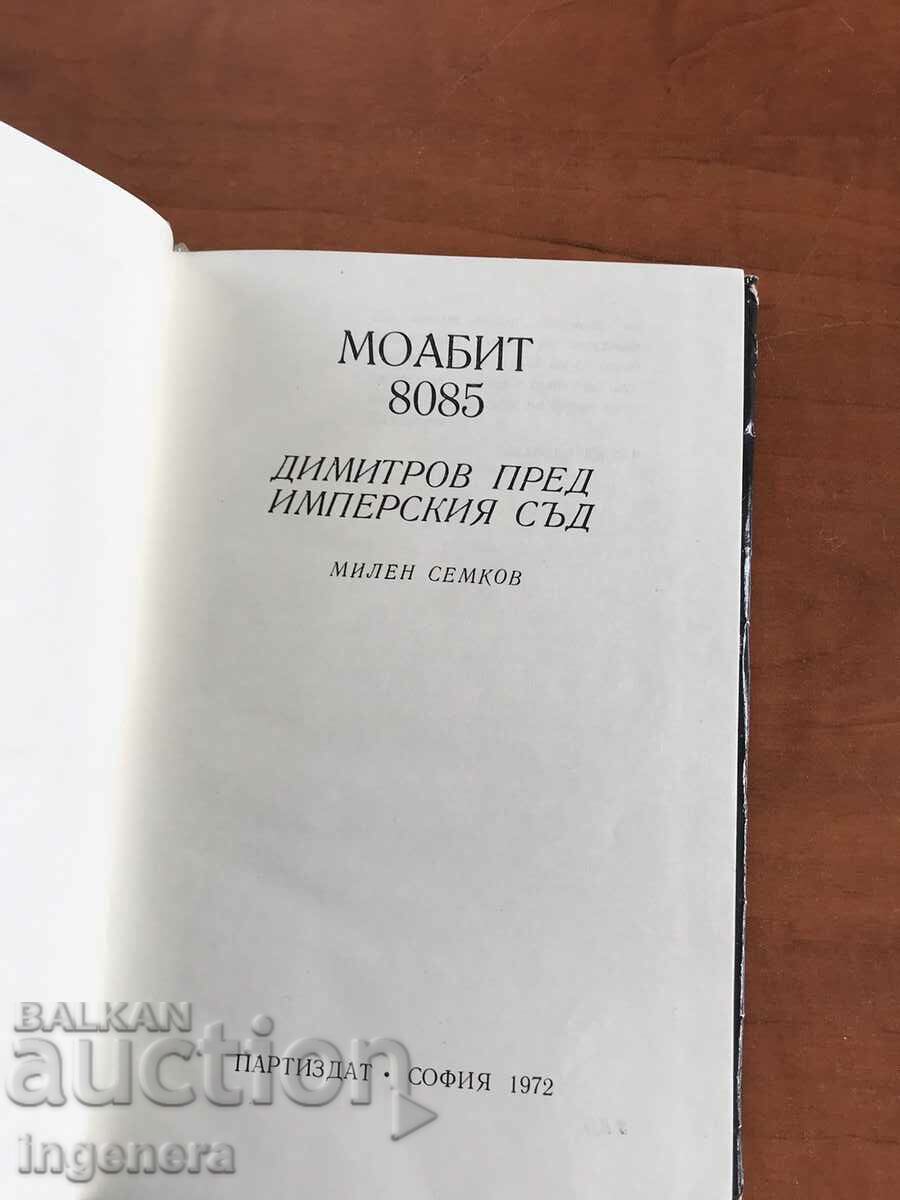 МОАБИТ
8085
ДИМИТРОВ ПРЕД
ИМПЕРСКИЯ СЪД
МИЛЕН СЕМКОВ
ПАРТИЗДАТ · СОФИЯ 1972
BALKAN
auction
ingenera